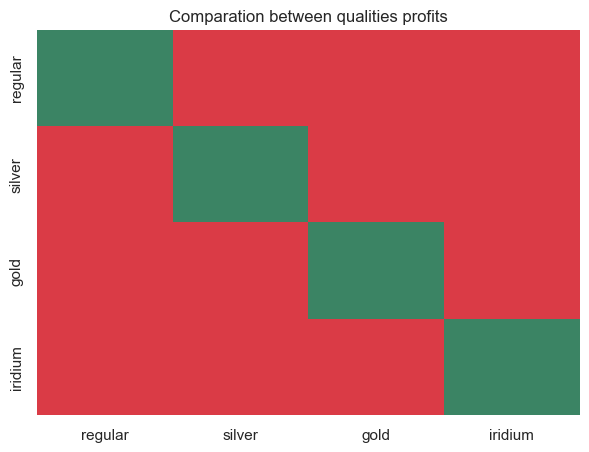 Comparation between qualities profits
regular
silver
gold
iridium
regular silver gold iridium